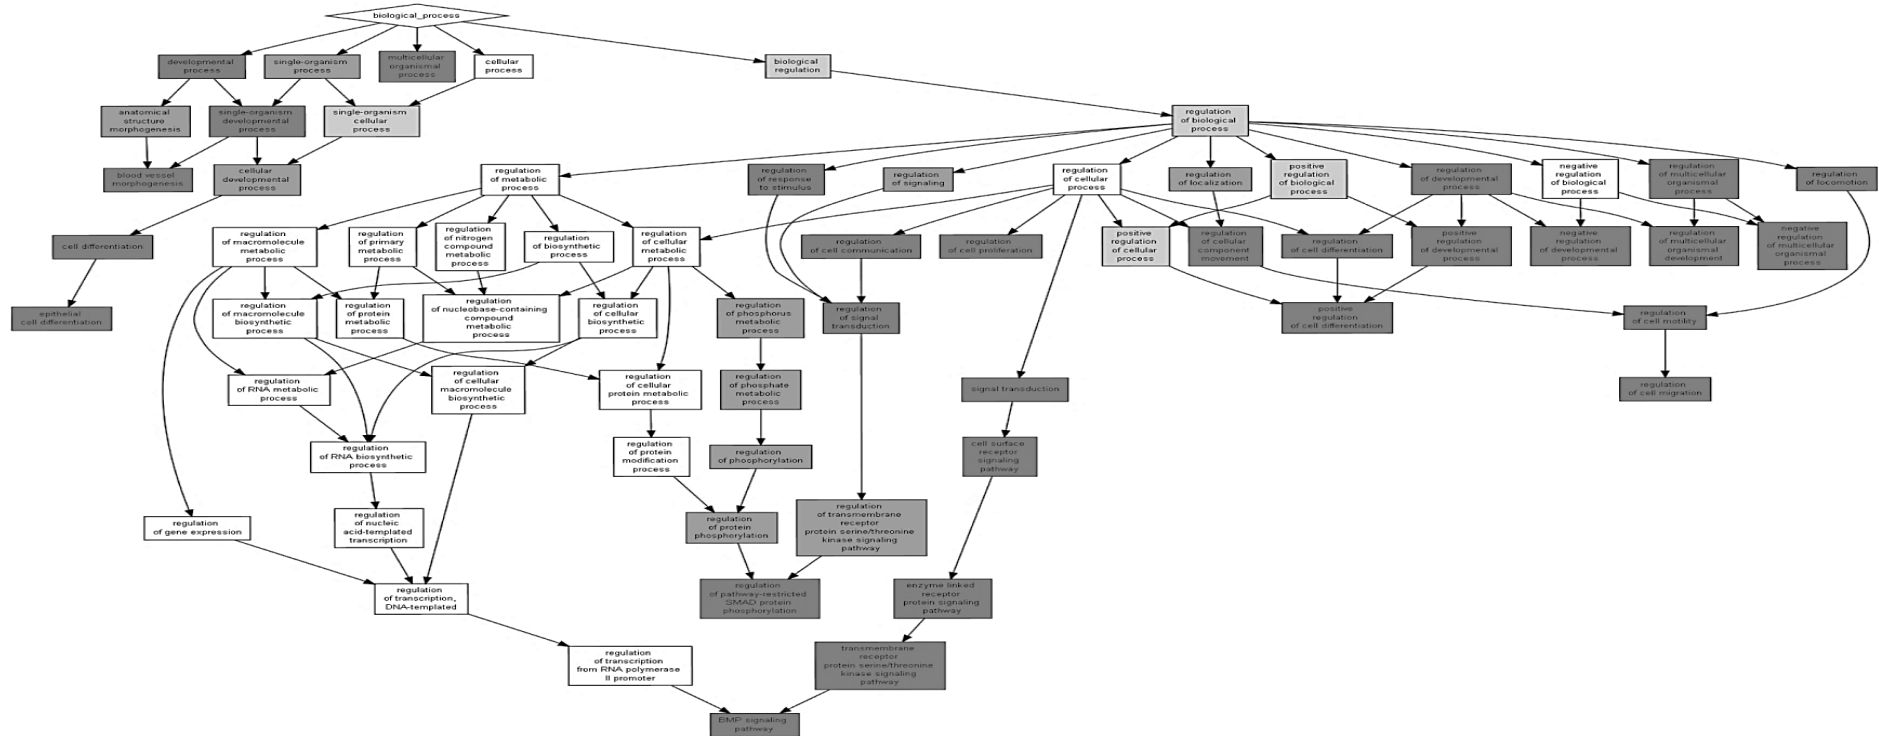 biological_process
developmental
process
single-organism
process
multicellular
organismal
process
cellular
process
biological
regulation
anatomical
structure
morphogenesis
single-organism
developmental
process
single-organism
cellular
process
regulation
of biological
process
blood vessel
morphogenesis
cellular
developmental
process
regulation
of metabolic
process
regulation
of response
to stimulus
regulation
of signaling
regulation
of cellular
process
regulation
of localization
positive
regulation
of biological
process
regulation
of developmental
process
negative
regulation
of biological
process
regulation
of multicellular
organismal
process
regulation
of locomotion
cell differentiation
regulation
of macromolecule
metabolic
process
regulation
of primary
metabolic
process
regulation
of nitrogen
compound
metabolic
process
regulation
of biosynthetic
process
regulation
of cellular
metabolic
process
regulation
of cell communication
regulation
of cell proliferation
positive
regulation
of cellular
process
regulation
of cellular
component
movement
regulation
of cell differentiation
positive
regulation
of developmental
process
negative
regulation
of developmental
process
regulation
of multicellular
organismal
development
negative
regulation
of multicellular
organismal
process
epithelial
cell differentiation
regulation
of macromolecule
biosynthetic
process
regulation
of protein
metabolic
process
regulation
of nucleobase-containing
compound
metabolic
process
regulation
of cellular
biosynthetic
process
regulation
of phosphorus
metabolic
process
regulation
of signal
transduction
positive
regulation
of cell differentiation
regulation
of cell motility
regulation
of RNA metabolic
process
regulation
of cellular
macromolecule
biosynthetic
process
regulation
of cellular
protein metabolic
process
regulation
of phosphate
metabolic
process
signal transduction
regulation
of cell migration
regulation
of RNA biosynthetic
process
regulation
of protein
modification
process
regulation
of phosphorylation
cell surface
receptor
signaling
pathway
regulation
of gene expression
regulation
of nucleic
acid-templated
transcription
regulation
of protein
phosphorylation
regulation
of transmembrane
receptor
protein serine/threonine
kinase signaling
pathway
regulation
of transcription,
DNA-templated
regulation
of pathway-restricted
SMAD protein
phosphorylation
enzyme linked
receptor
protein signaling
pathway
regulation
of transcription
from RNA polymerase
II promoter
transmembrane
receptor
protein serine/threonine
kinase signaling
pathway
BMP signaling
pathway